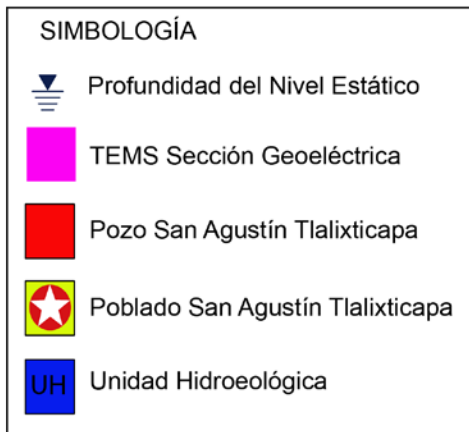 SIMBOLOGÍA
Profundidad del Nivel Estático
TEMS Sección Geoeléctrica
Pozo San Agustín Tlalixticapa
Poblado San Agustín Tlalixticapa
UH Unidad Hidroeológica